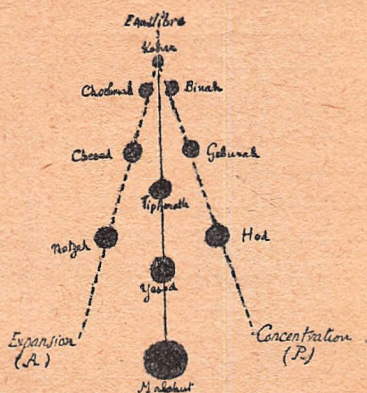 Equilibre
Kether
Chochmah Binah
Chesed Geburah
Tiphereth
Netzah Hod
Yesod
Expansion Concentration
(A) (R)
Malchut